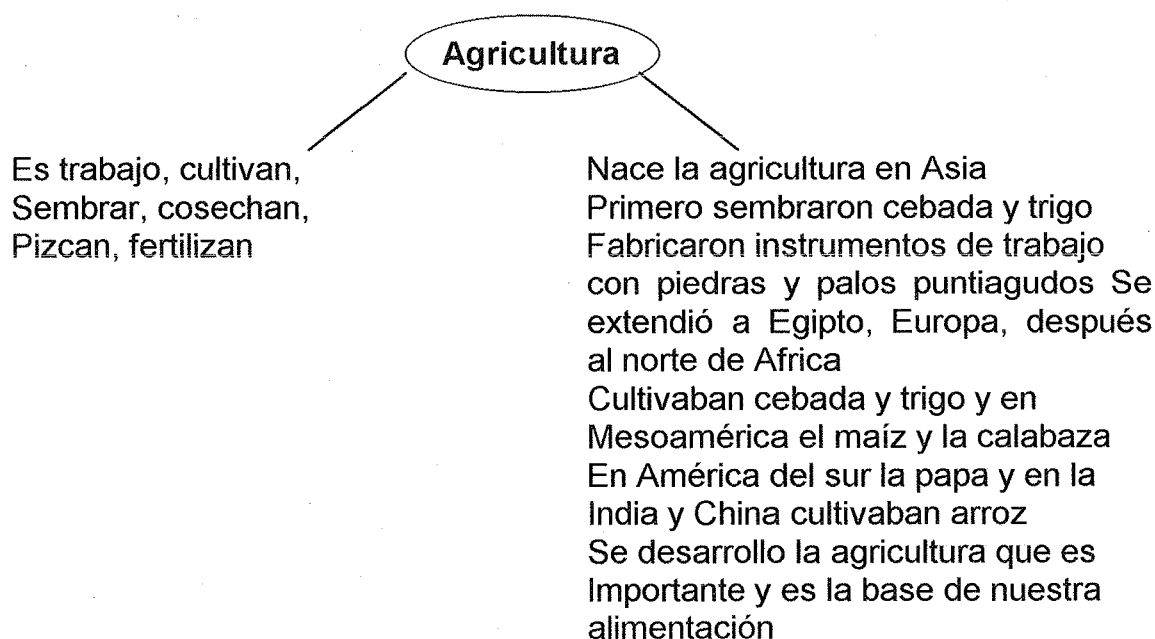 Agricultura
Es trabajo, cultivan,
Sembrar, cosechan,
Pizcan, fertilizan
Nace la agricultura en Asia
Primero sembraron cebada y trigo
Fabricaron instrumentos de trabajo
con piedras y palos puntiagudos Se
extendió a Egipto, Europa, después
al norte de Africa
Cultivaban cebada y trigo y en
Mesoamérica el maíz y la calabaza
En América del sur la papa y en la
India y China cultivaban arroz
Se desarrollo la agricultura que es
Importante y es la base de nuestra
alimentación